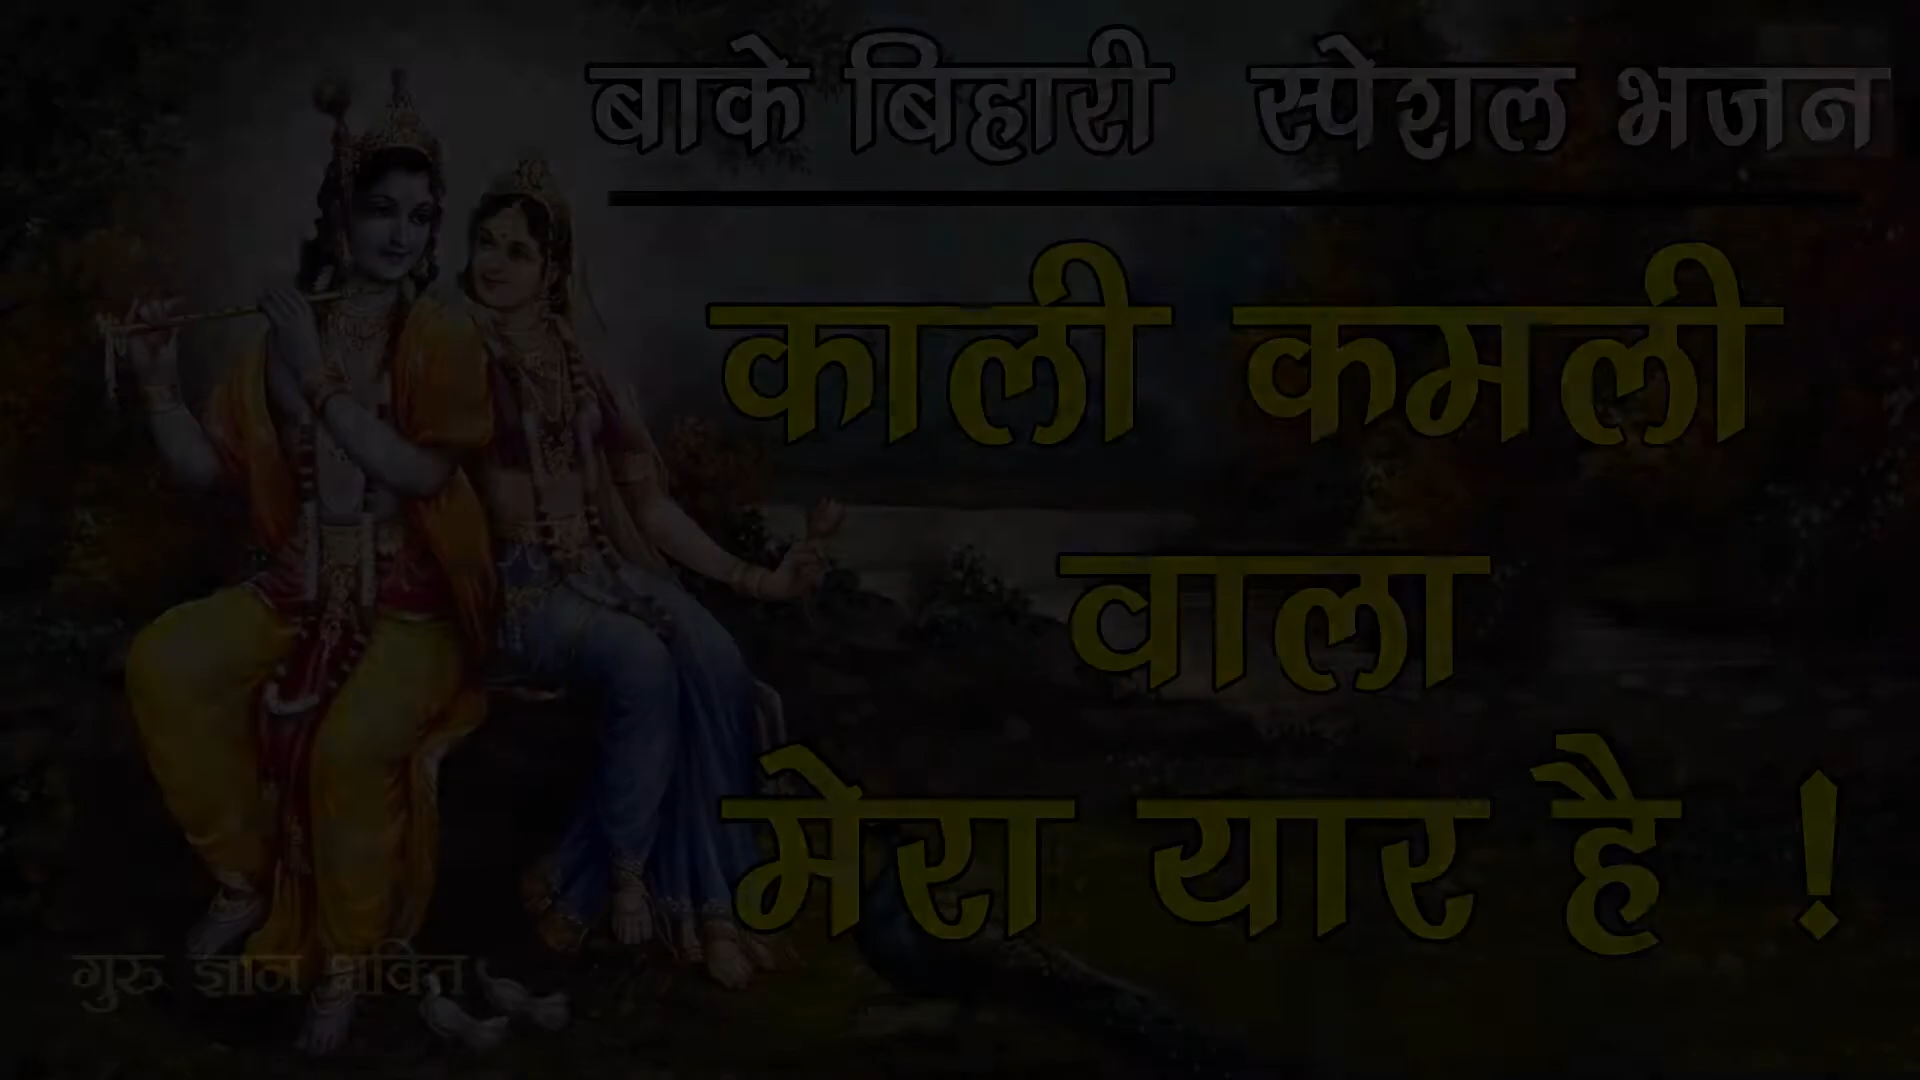 बाके बिहारी स्पेशल भजन
काली कमली
वाला
मेरा यार है !
गुरु ज्ञान भक्ति